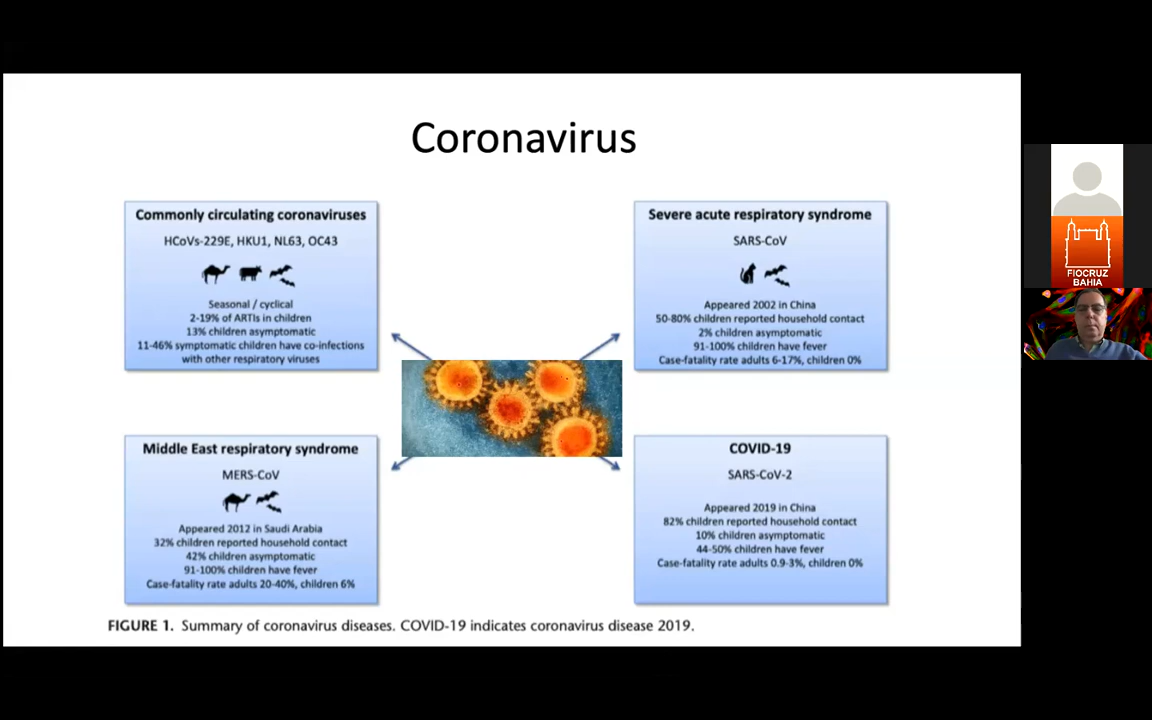 Coronavirus
Commonly circulating coronaviruses
HCoVs-229E, HKU1, NL63, OC43
Seasonal / cyclical
2-19% of ARTIs in children
13% children asymptomatic
11-46% symptomatic children have co-infections
with other respiratory viruses
Severe acute respiratory syndrome
SARS-CoV
Appeared 2002 in China
50-80% children reported household contact
2% children asymptomatic
91-100% children have fever
Case-fatality rate adults 6-17%, children 0%
Middle East respiratory syndrome
MERS-CoV
Appeared 2012 in Saudi Arabia
32% children reported household contact
42% children asymptomatic
91-100% children have fever
Case-fatality rate adults 20-40%, children 6%
COVID-19
SARS-CoV-2
Appeared 2019 in China
82% children reported household contact
10% children asymptomatic
44-50% children have fever
Case-fatality rate adults 0.9-3%, children 0%
FIGURE 1. Summary of coronavirus diseases. COVID-19 indicates coronavirus disease 2019.
FIOCRUZ
BAHIA